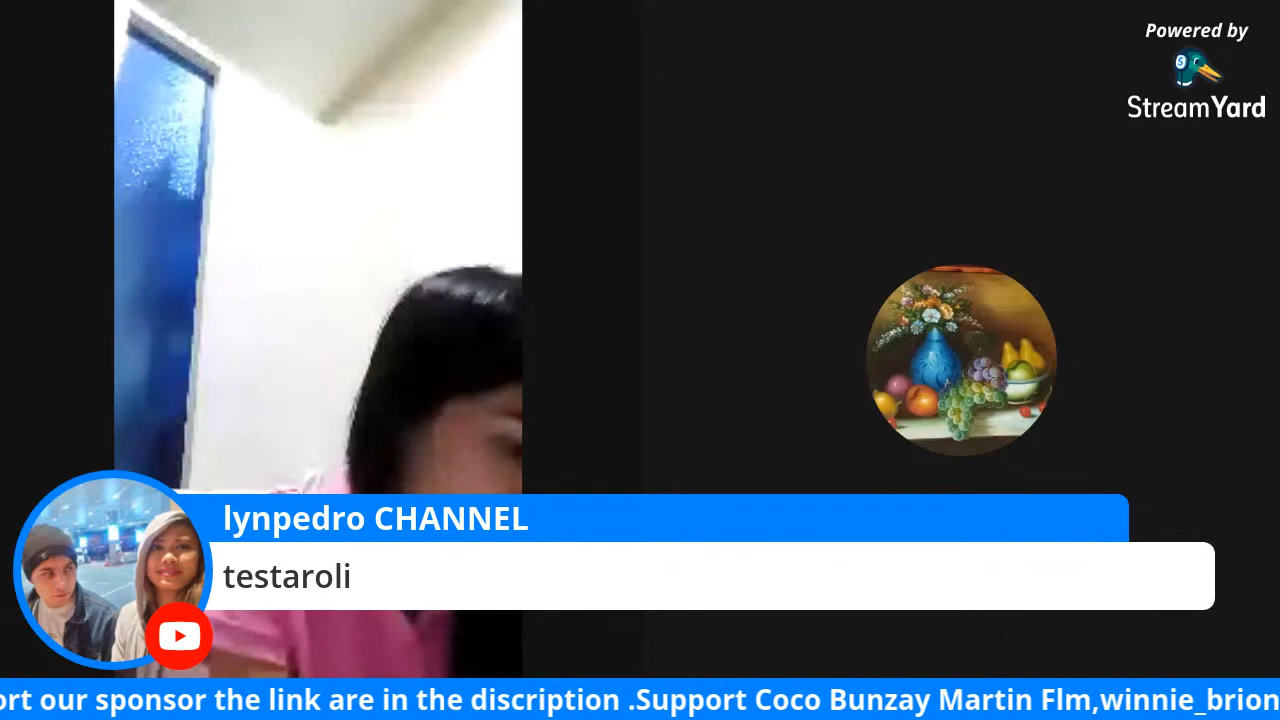 Powered by
StreamYard
lynpedro CHANNEL
testaroli
ort our sponsor the link are in the discription .Support Coco Bunzay Martin Flm,winnie_brion